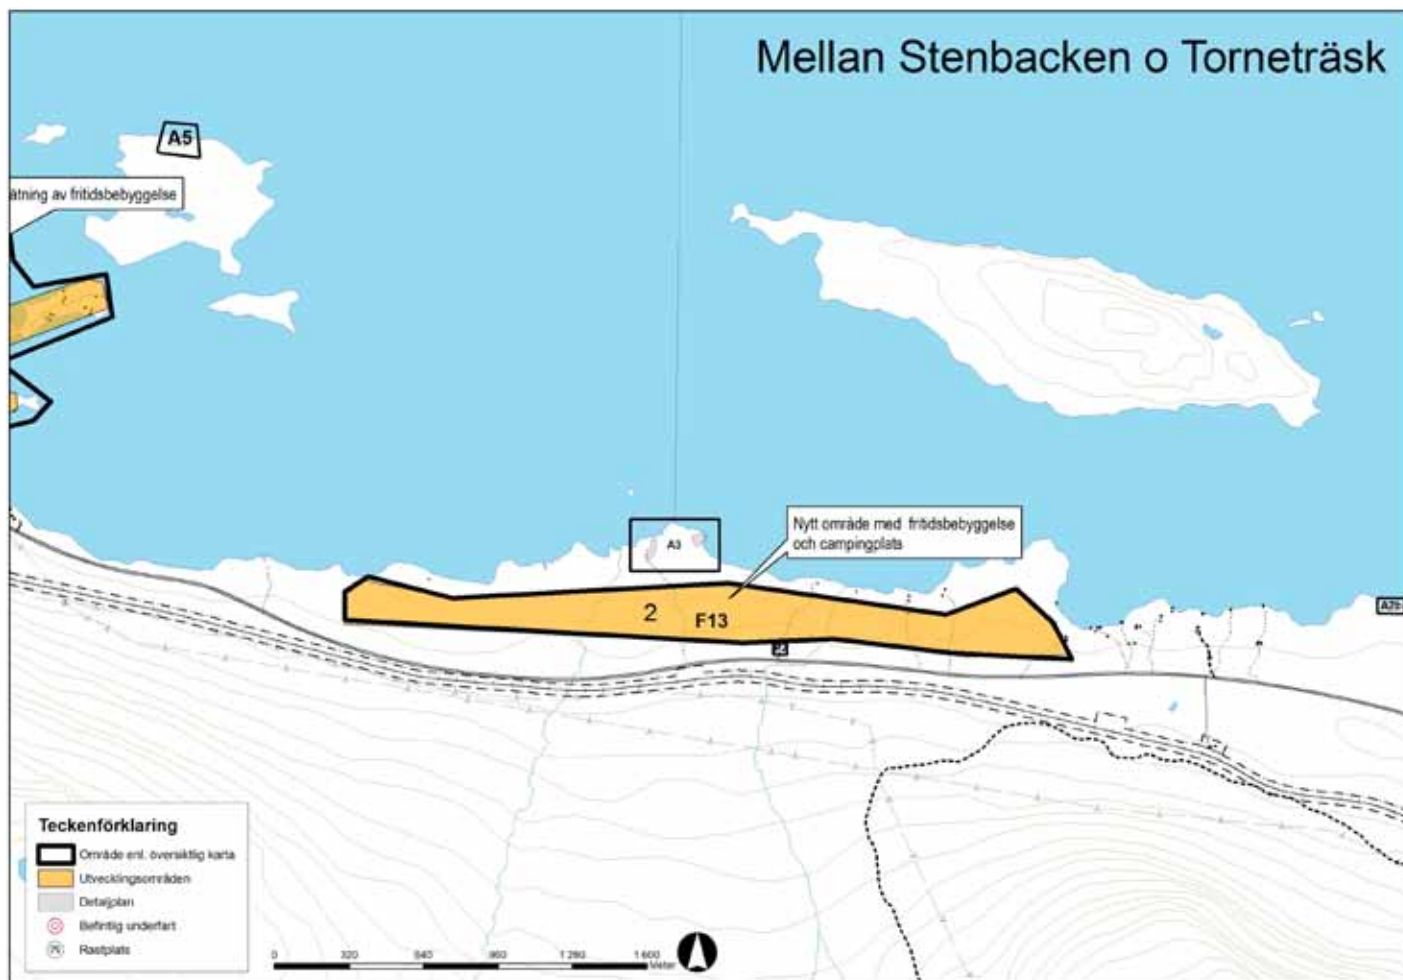 Mellan Stenbacken o Torneträsk
A5
ätning av fritidsbebyggelse
Nytt område med fritidsbebyggelse
och campingplats
A3
2
F13
Teckenförklaring
Område enl. översiktlig karta
Utvecklingsområden
Detaljplan
Befintlig underfart
Rastplats
0 320 640 960 1 280 1 600
Meter